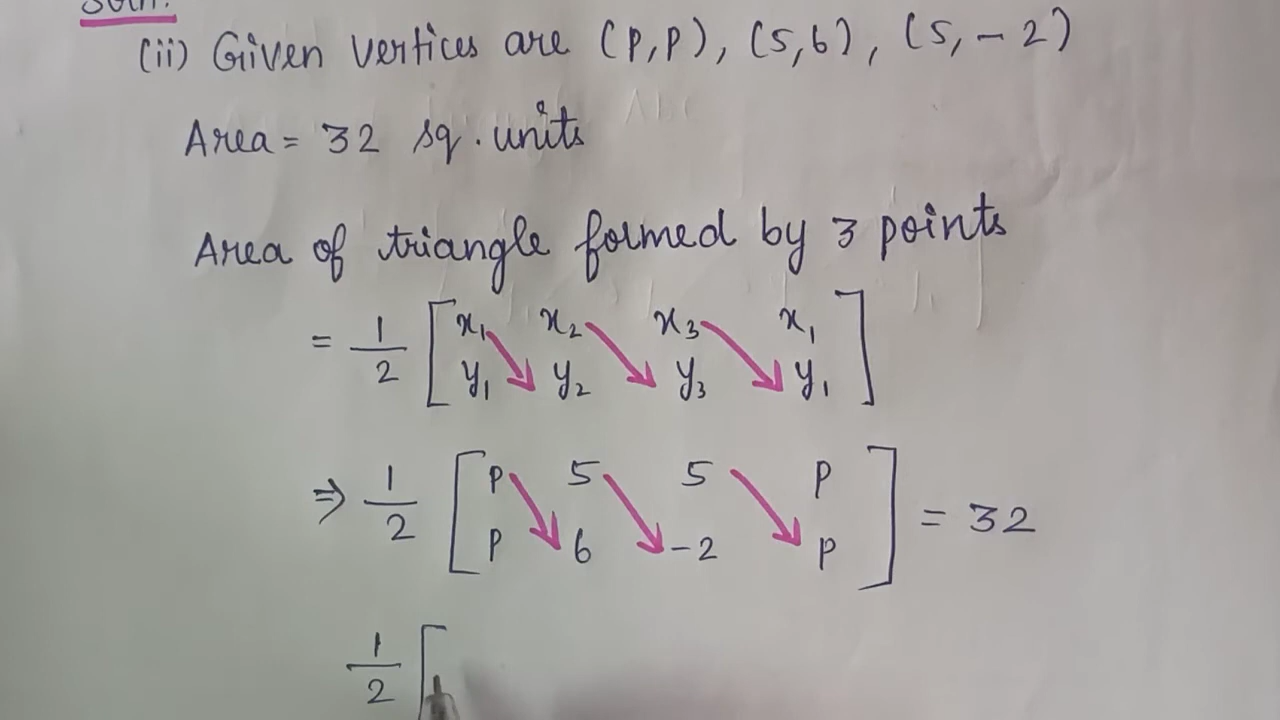 Soln:
(ii) Given vertices are (p,p), (5,6), (5,-2)
Area = 32 sq. units
Area of triangle formed by 3 points
= 1/2 [ x₁ x₂ x₃ x₁
y₁ y₂ y₃ y₁ ]
⇒ 1/2 [ p 5 5 p
p 6 -2 p ] = 32
1/2 [